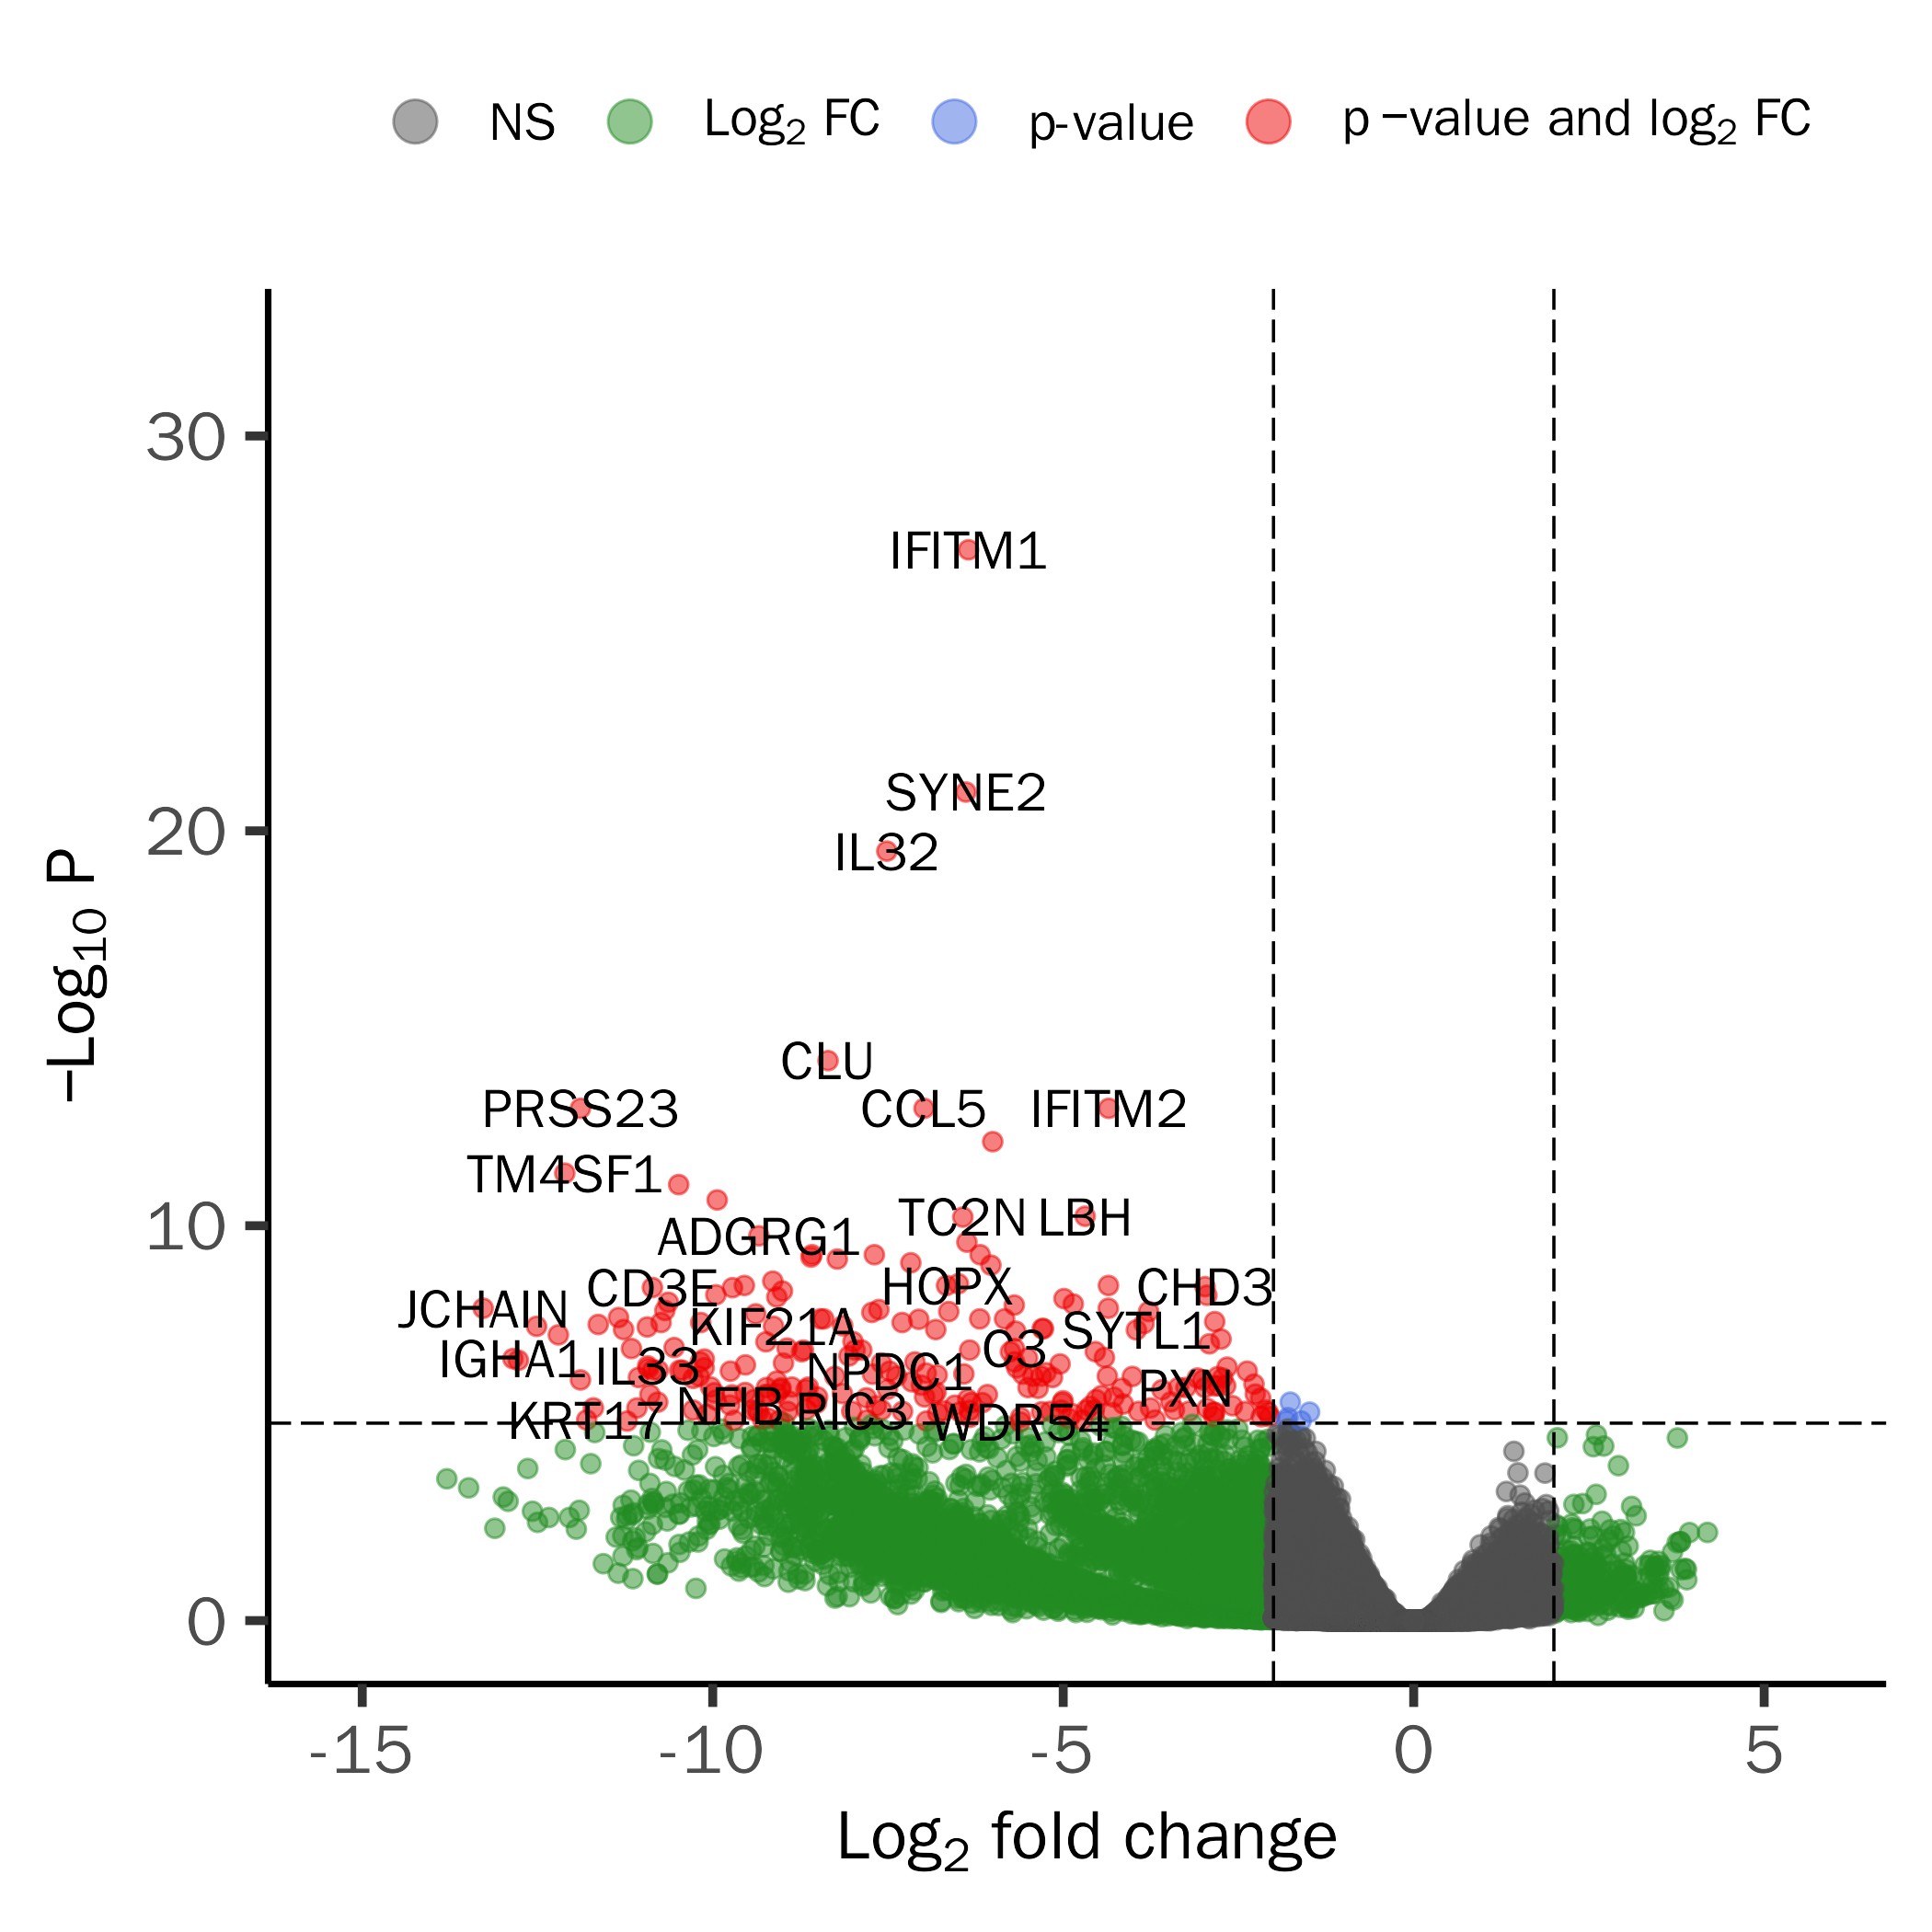 NS Log₂ FC p-value p −value and log₂ FC
30
IFITM1
SYNE2
20
IL32
CLU
PRSS23 CCL5 IFITM2
TM4SF1
10
TC2N LBH
ADGRG1
CD3E HOPX CHD3
JCHAIN
KIF21A SYTL1
C3
IGHA1 IL33 NPDC1
PXN
NFIB RIC3
KRT17 WDR54
0
−Log₁₀ P
-15 -10 -5 0 5
Log₂ fold change